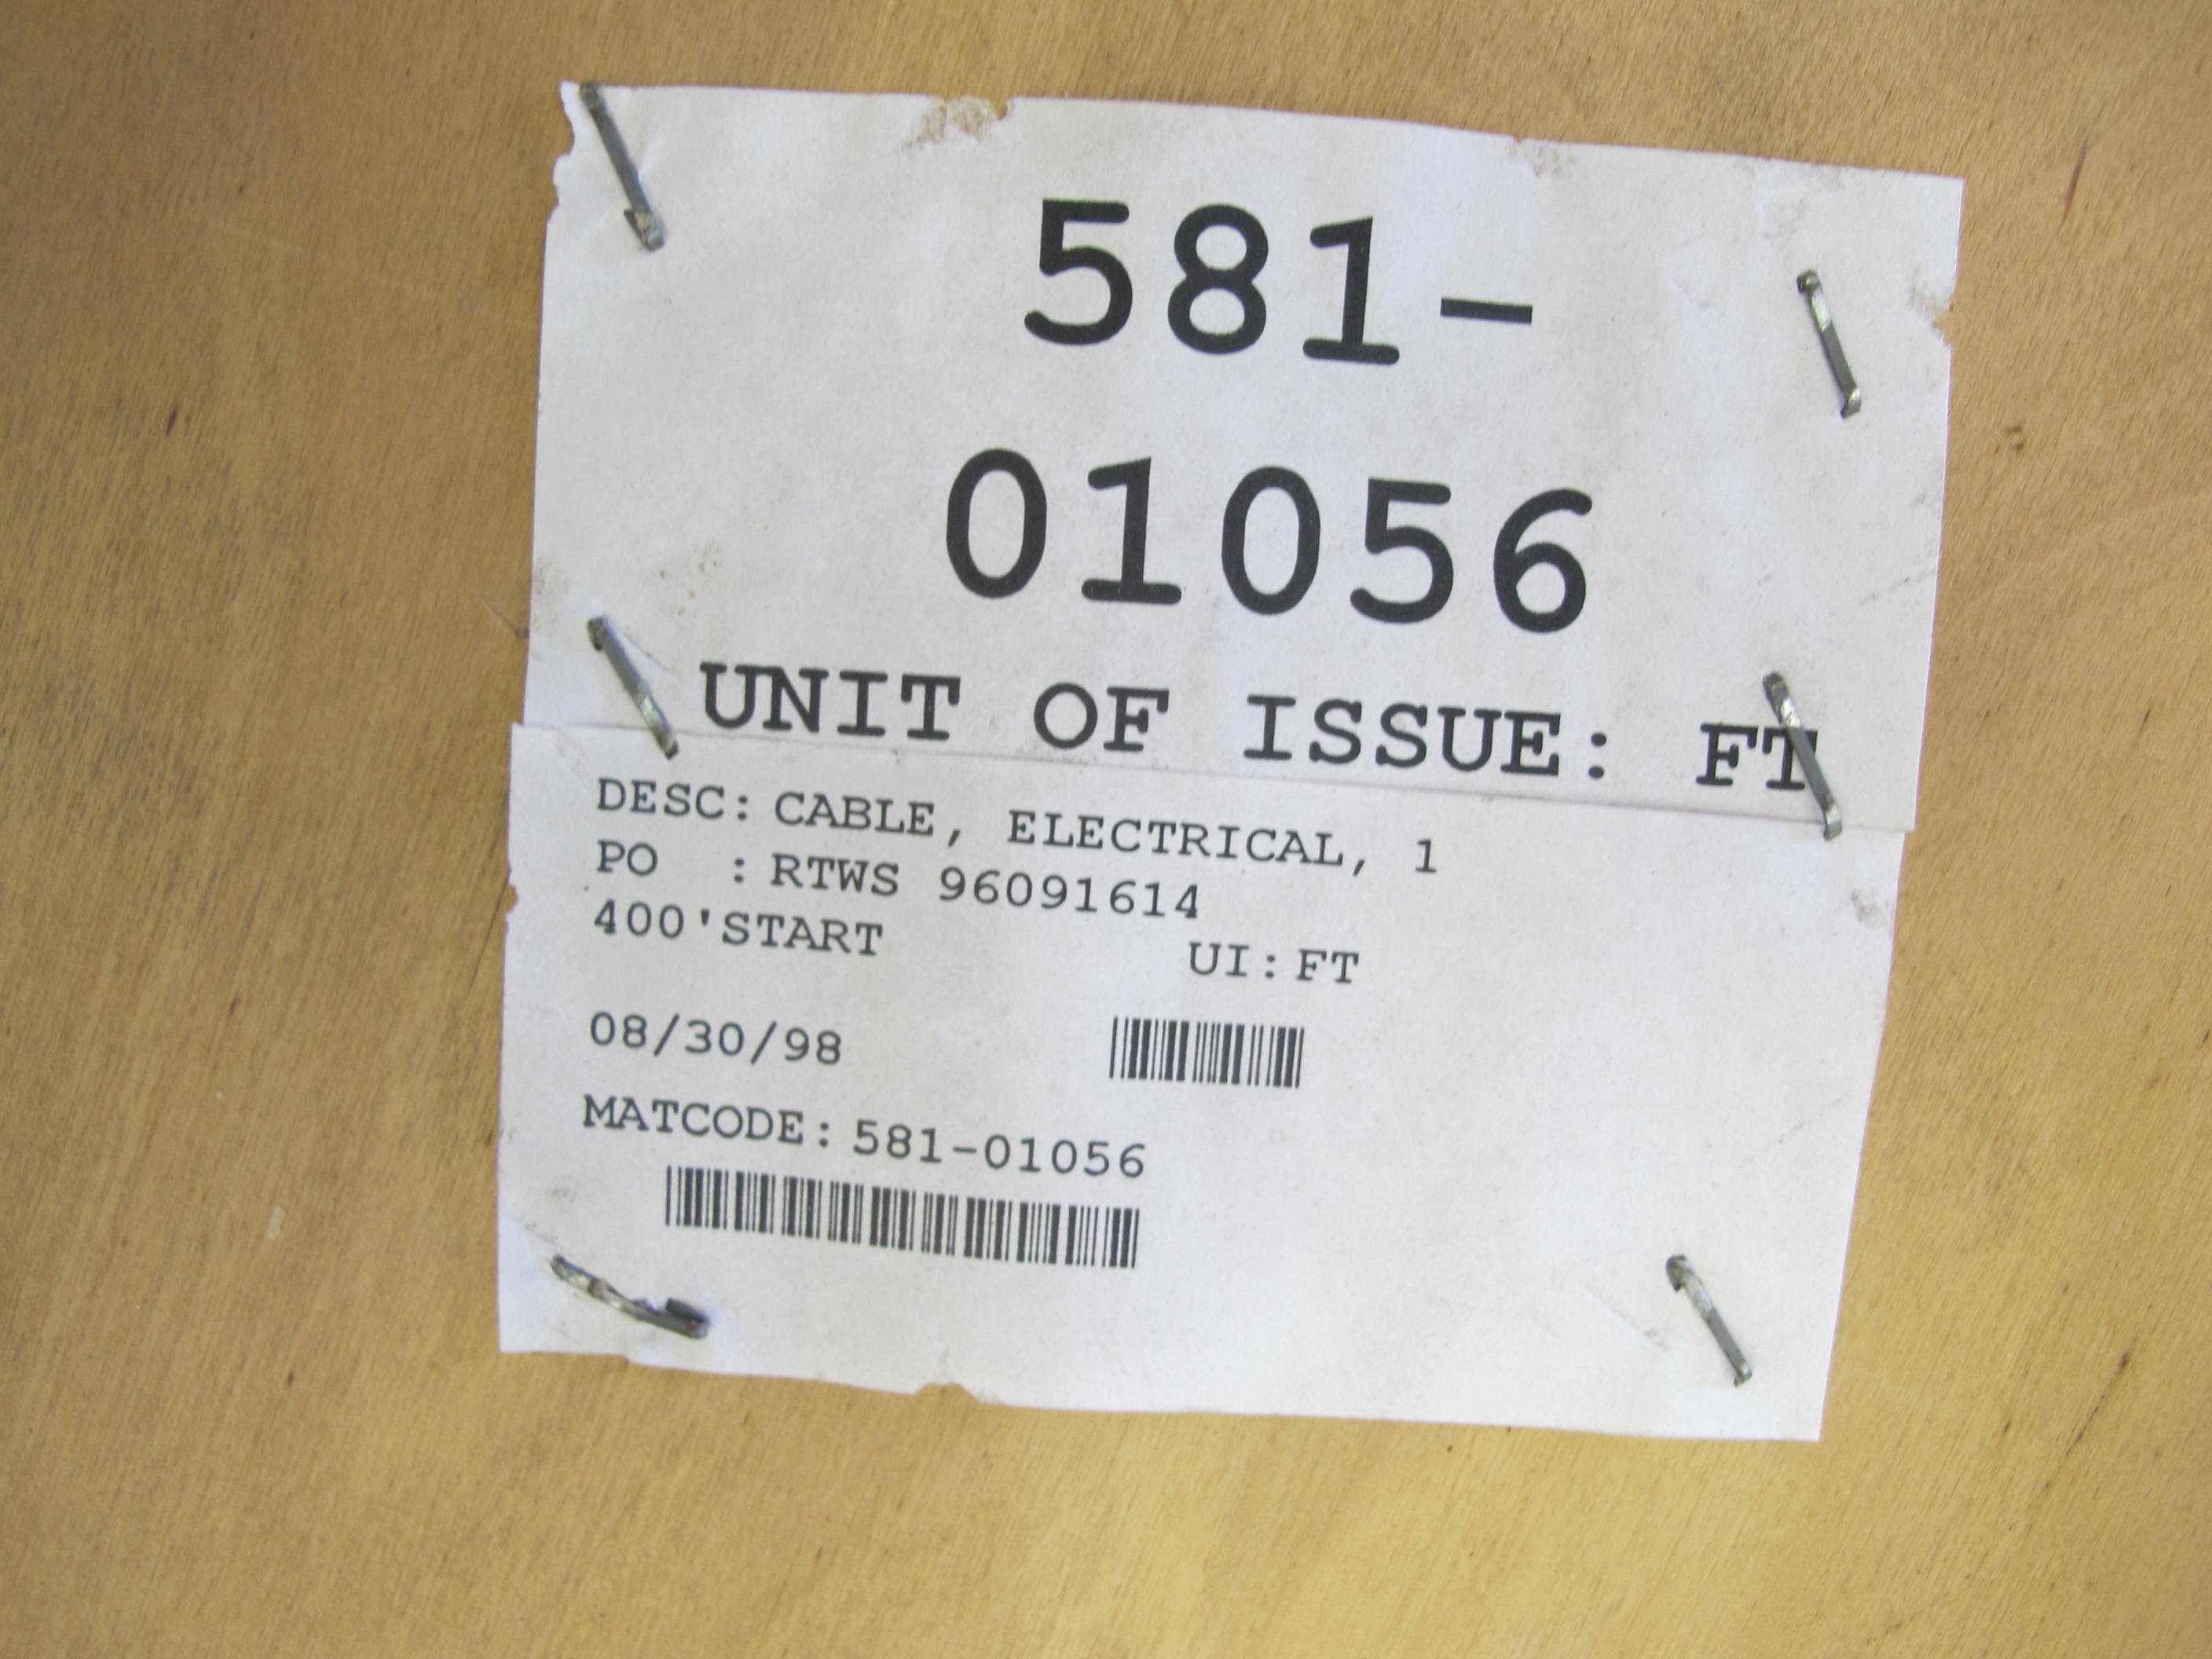 581-
01056
UNIT OF ISSUE: FT
DESC: CABLE, ELECTRICAL, 1
PO : RTWS 96091614
400'START UI: FT
08/30/98
MATCODE: 581-01056